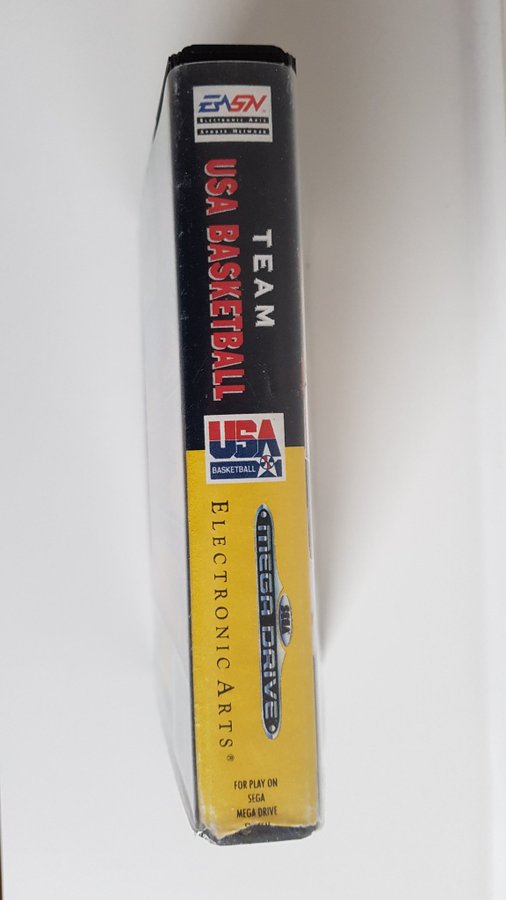 EASN
ELECTRONIC ARTS
SPORTS NETWORK
TEAM
USA BASKETBALL
USA
BASKETBALL
ELECTRONIC ARTS®
SEGA
MEGA DRIVE
FOR PLAY ON
SEGA
MEGA DRIVE